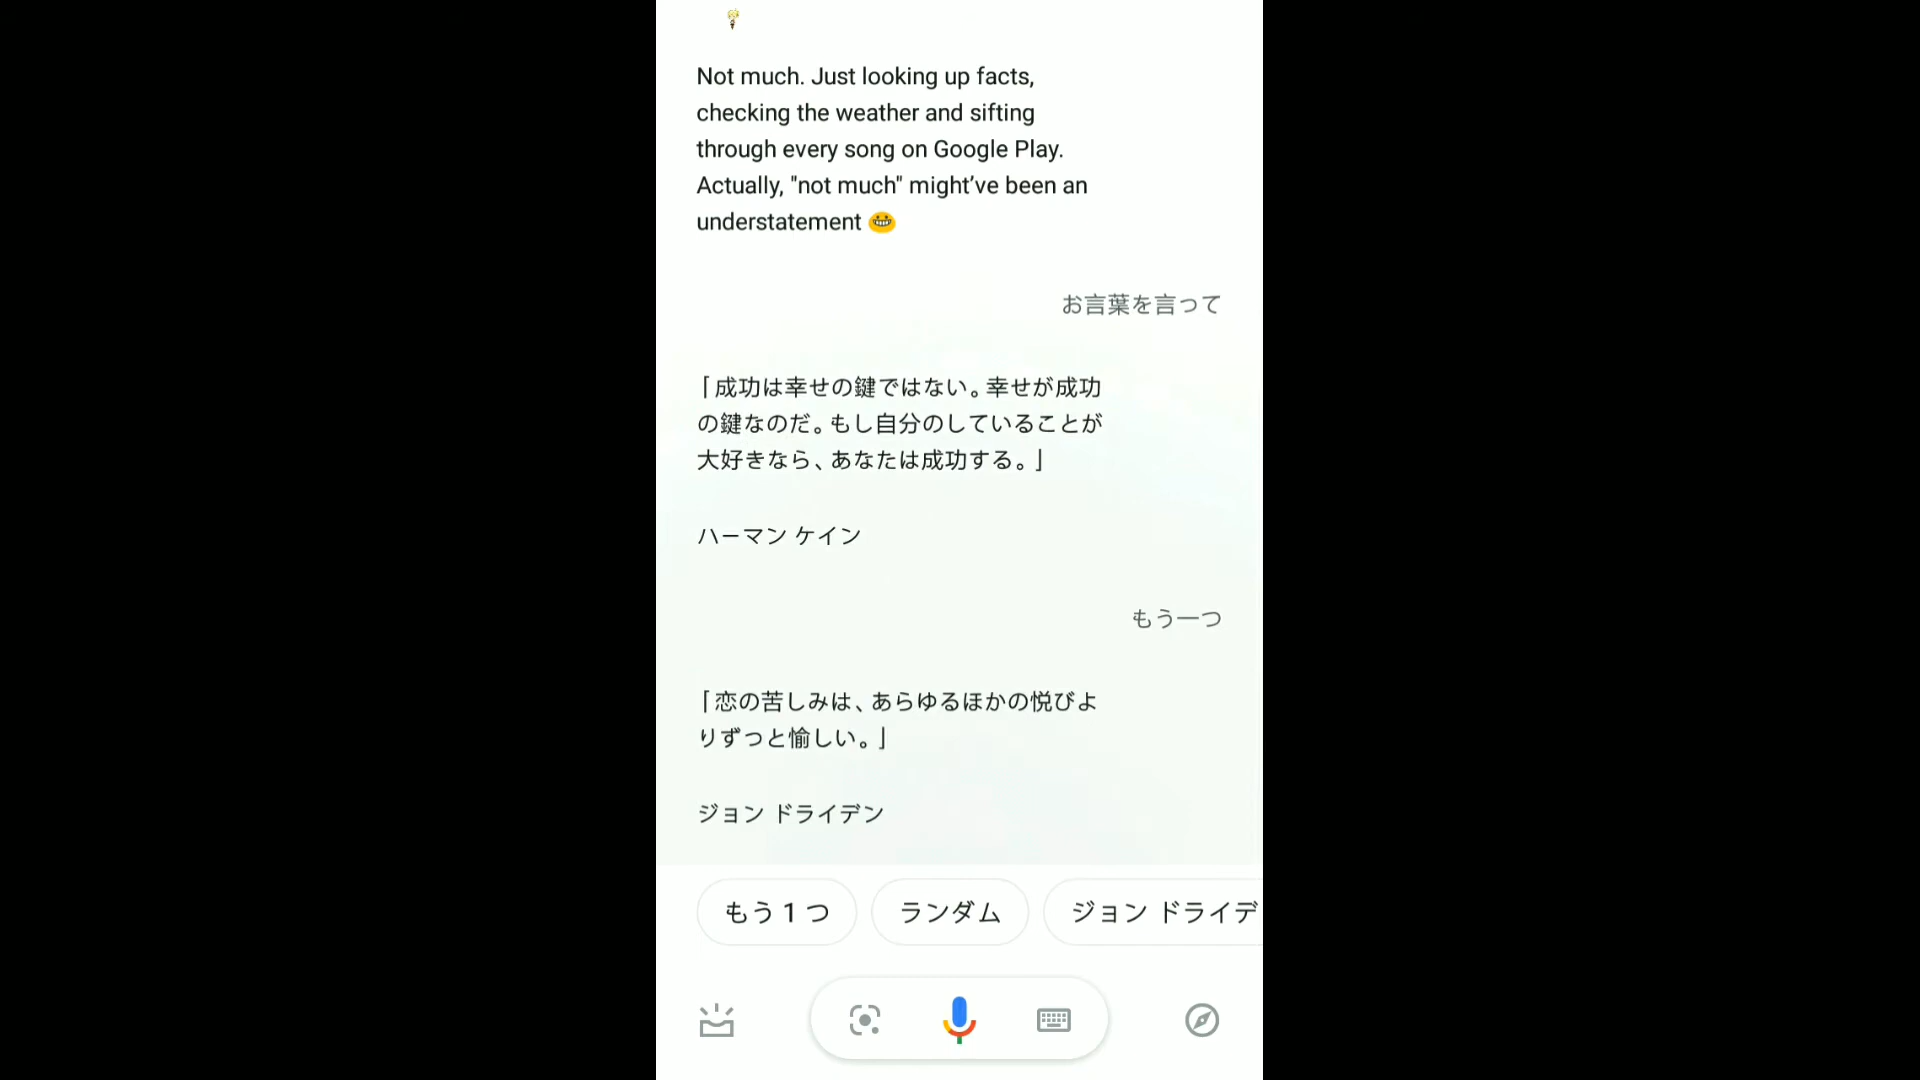 Not much. Just looking up facts,
checking the weather and sifting
through every song on Google Play.
Actually, "not much" might’ve been an
understatement 😁
お言葉を言って
「成功は幸せの鍵ではない。幸せが成功
の鍵なのだ。もし自分のしていることが
大好きなら、あなたは成功する。」
ハーマン ケイン
もう一つ
「恋の苦しみは、あらゆるほかの悦びよ
りずっと愉しい。」
ジョン ドライデン
もう 1 つ
ランダム
ジョン ドライデ